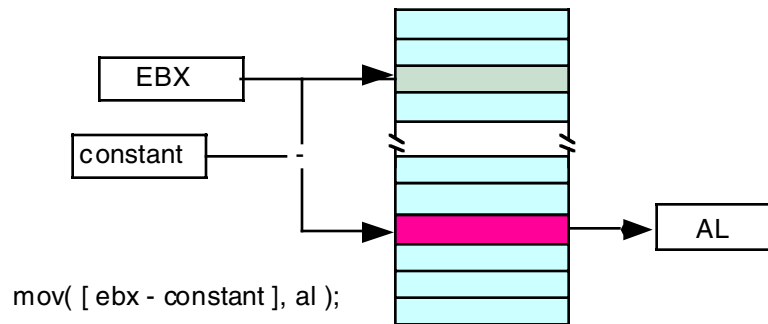 EBX
constant
-
AL
mov( [ ebx - constant ], al );